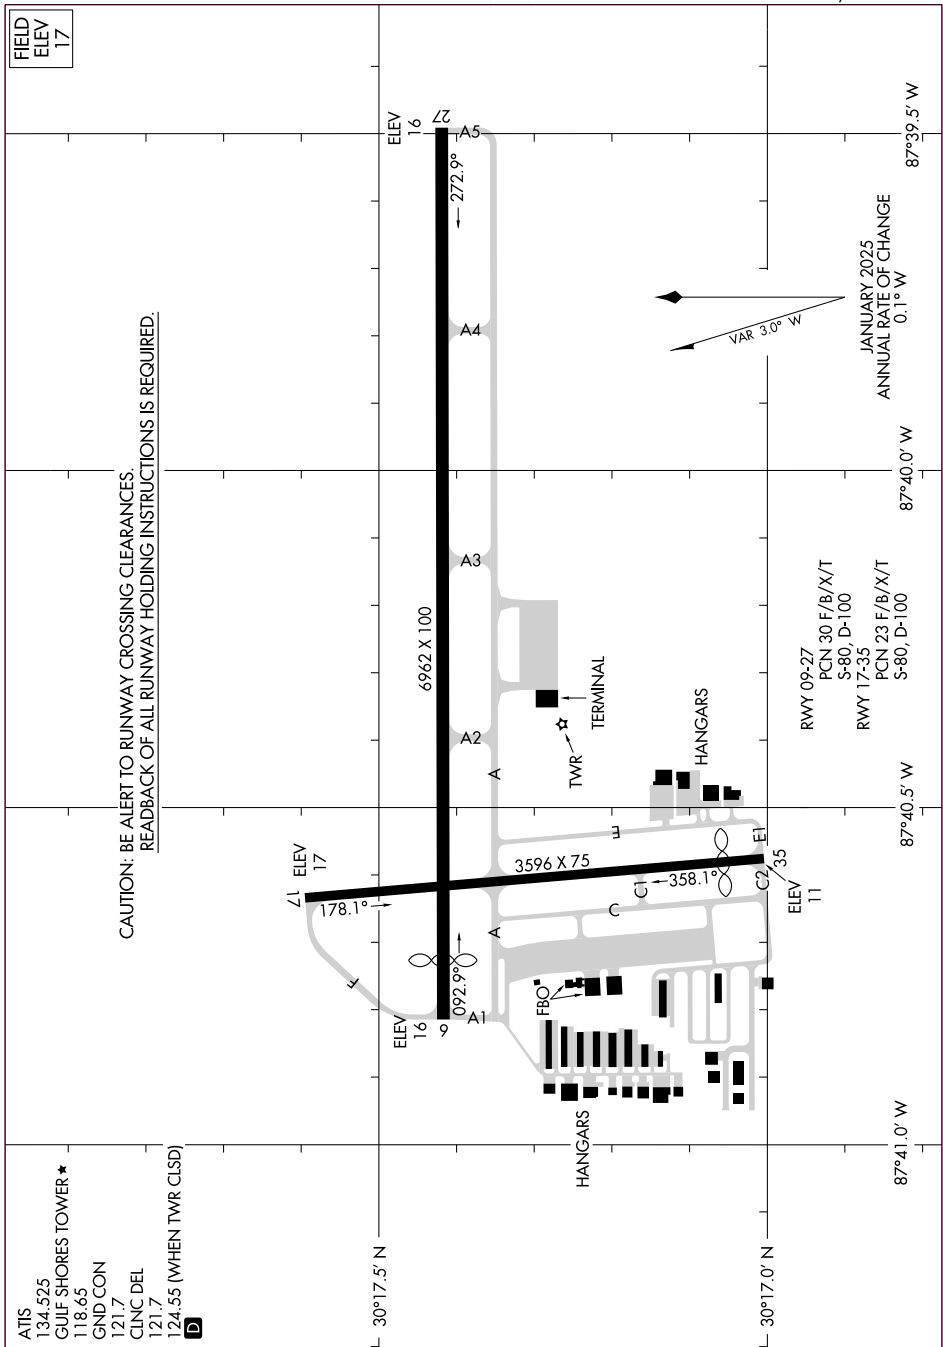 ATIS
134.525
GULF SHORES TOWER
118.65
GND CON
121.7
CLNC DEL
121.7
124.55 (WHEN TWR CLSD)
D
CAUTION: BE ALERT TO RUNWAY CROSSING CLEARANCES.
READBACK OF ALL RUNWAY HOLDING INSTRUCTIONS IS REQUIRED.
FIELD
ELEV
17
30°17.5' N
30°17.0' N
ELEV
17
17
178.1°
F
ELEV
16
9
092.9°
A1
A
A
A2
6962 X 100
A3
A4
272.9°
ELEV
16
27
A5
3596 X 75
E
C
C1
358.1°
C2
E1
35
ELEV
11
FBO
HANGARS
TWR
TERMINAL
HANGARS
RWY 09-27
PCN 30 F/B/X/T
S-80, D-100
RWY 17-35
PCN 23 F/B/X/T
S-80, D-100
VAR 3.0° W
JANUARY 2025
ANNUAL RATE OF CHANGE
0.1° W
87°41.0' W
87°40.5' W
87°40.0' W
87°39.5' W